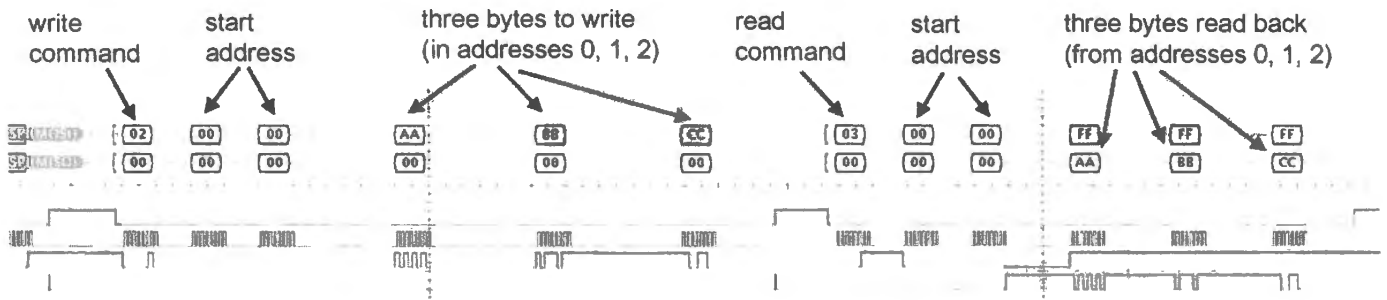 write command
start address
three bytes to write
(in addresses 0, 1, 2)
read command
start address
three bytes read back
(from addresses 0, 1, 2)
02 00 00 AA BB CC 03 00 00 FF FF FF
00 00 00 00 00 00 00 00 00 AA BB CC